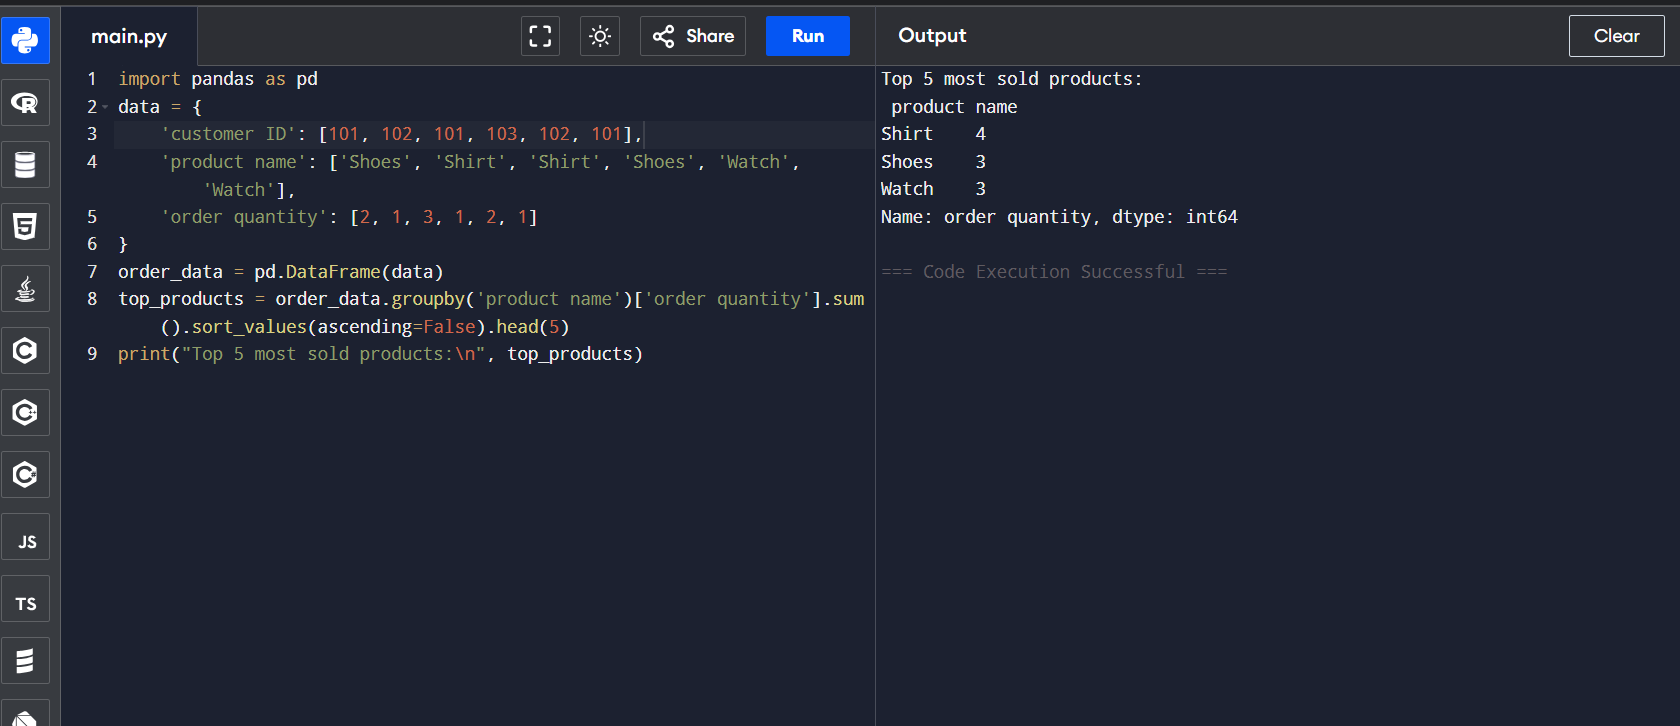 main.py
Share
Run
Output
Clear
1 import pandas as pd
2 data = {
3     'customer ID': [101, 102, 101, 103, 102, 101],
4     'product name': ['Shoes', 'Shirt', 'Shirt', 'Shoes', 'Watch',
        'Watch'],
5     'order quantity': [2, 1, 3, 1, 2, 1]
6 }
7 order_data = pd.DataFrame(data)
8 top_products = order_data.groupby('product name')['order quantity'].sum
    ().sort_values(ascending=False).head(5)
9 print("Top 5 most sold products:\n", top_products)
Top 5 most sold products:
 product name
Shirt    4
Shoes    3
Watch    3
Name: order quantity, dtype: int64
=== Code Execution Successful ===
R
5
C
C++
C#
JS
TS